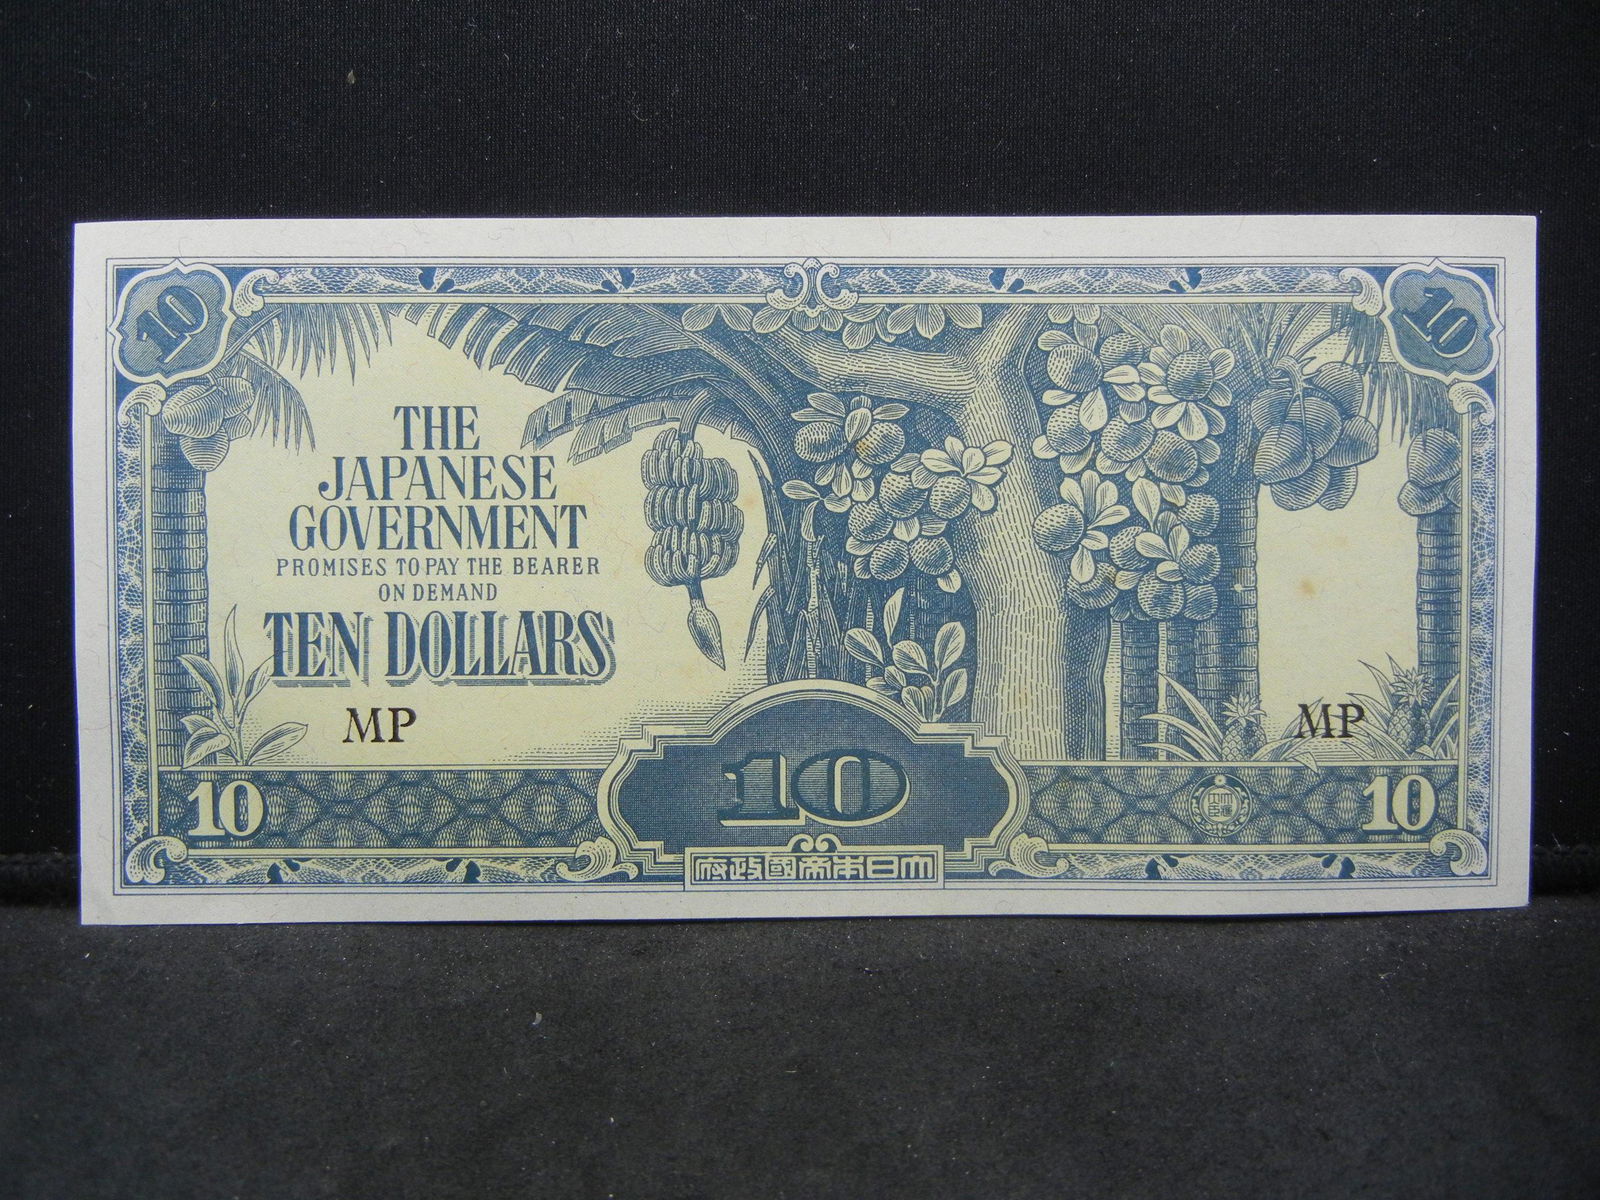 10
10
THE
JAPANESE
GOVERNMENT
PROMISES TO PAY THE BEARER
ON DEMAND
TEN DOLLARS
MP
MP
10
10
10
府政國帝本日大